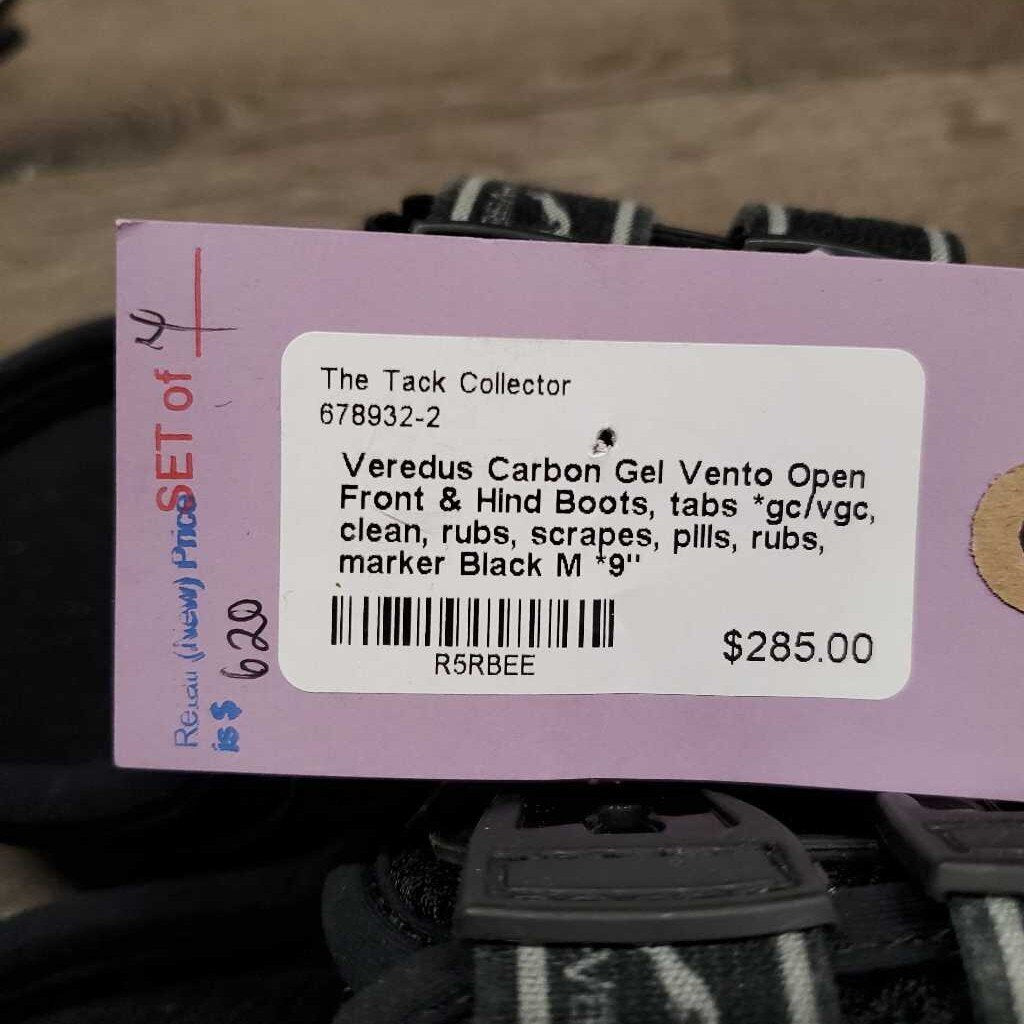 The Tack Collector
678932-2
Veredus Carbon Gel Vento Open
Front & Hind Boots, tabs *gc/vgc,
clean, rubs, scrapes, pills, rubs,
marker Black M *9"
R5RBEE
$285.00
SET of 4
Retail (new) Price
is $ 620